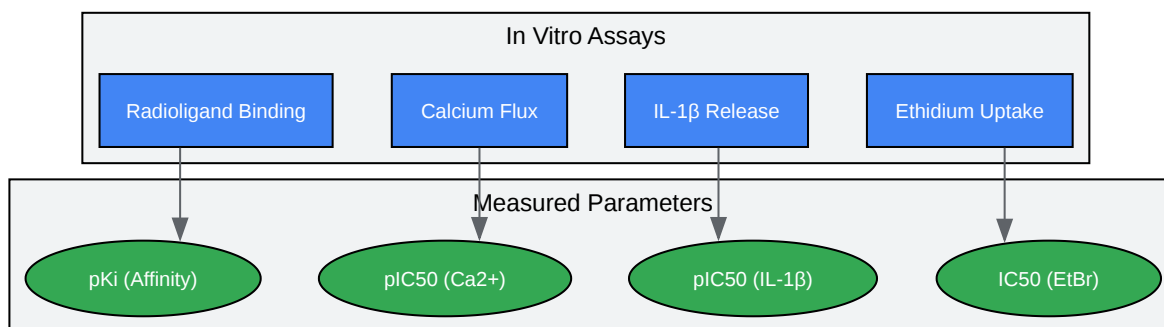 In Vitro Assays
Radioligand Binding
Calcium Flux
IL-1β Release
Ethidium Uptake
Measured Parameters
pKi (Affinity)
pIC50 (Ca2+)
pIC50 (IL-1β)
IC50 (EtBr)